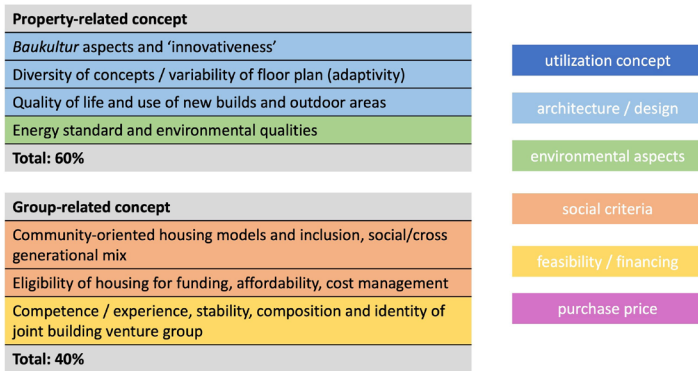 Property-related concept
Baukultur aspects and ‘innovativeness’
Diversity of concepts / variability of floor plan (adaptivity)
Quality of life and use of new builds and outdoor areas
Energy standard and environmental qualities
Total: 60%
Group-related concept
Community-oriented housing models and inclusion, social/cross
generational mix
Eligibility of housing for funding, affordability, cost management
Competence / experience, stability, composition and identity of
joint building venture group
Total: 40%
utilization concept
architecture / design
environmental aspects
social criteria
feasibility / financing
purchase price